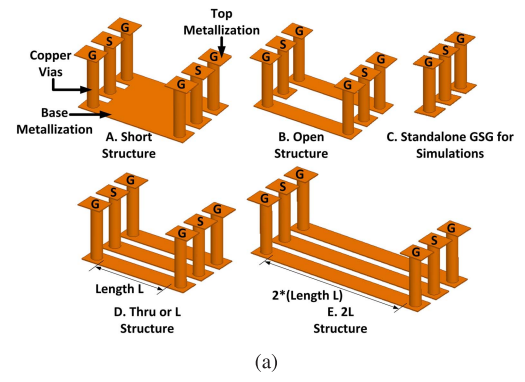 Top
Metallization
Copper
Vias
Base
Metallization
G
S
G
G
S
G
A. Short
Structure
G
S
G
G
S
G
B. Open
Structure
G
S
G
C. Standalone GSG for
Simulations
G
S
G
G
S
G
Length L
D. Thru or L
Structure
G
S
G
G
S
G
2*(Length L)
E. 2L
Structure
(a)